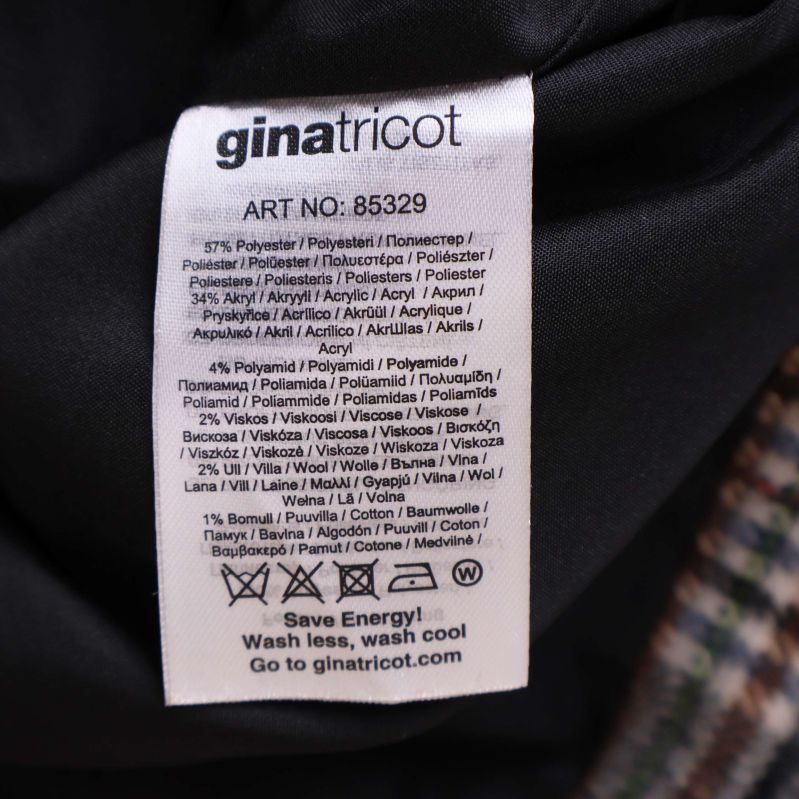 ginatricot
ART NO: 85329
57% Polyester / Polyesteri / Полиестер /
Poliéster / Polüester / Πολυεστέρα / Poliészter /
Poliestere / Poliesteris / Poliesters / Poliester
34% Akryl / Akryyli / Acrylic / Acryl / Акрил /
Pryskyřice / Acrílico / Akrüül / Acrylique /
Ακρυλικό / Akril / Acrilico / AkrШlas / Akrils /
Acryl
4% Polyamid / Polyamidi / Polyamide /
Полиамид / Poliamida / Polüamiid / Πολυαμίδη /
Poliamid / Poliammide / Poliamidas / Poliamīds
2% Viskos / Viskoosi / Viscose / Viskose /
Вискоза / Viskóza / Viscosa / Viskoos / Βισκόζη
/ Viszkóz / Viskozė / Viskoze / Wiskoza / Viskoza
2% Ull / Villa / Wool / Wolle / Вълна / Vlna /
Lana / Vill / Laine / Μαλλί / Gyapjú / Vilna / Wol /
Wełna / Lã / Volna
1% Bomull / Puuvilla / Cotton / Baumwolle /
Памук / Bavlna / Algodón / Puuvill / Coton /
Βαμβακερό / Pamut / Cotone / Medvilnė /
W
Save Energy!
Wash less, wash cool
Go to ginatricot.com